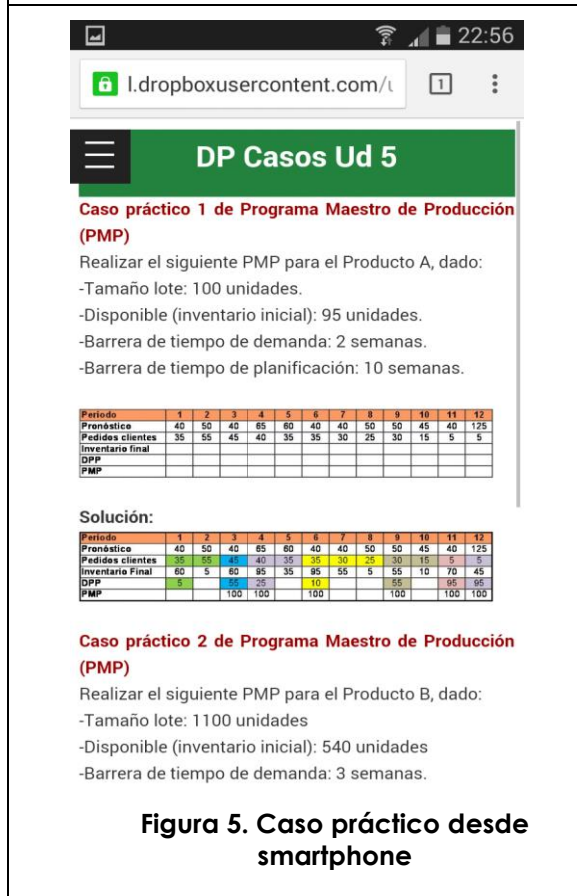 22:56
l.dropboxusercontent.com/u
1
DP Casos Ud 5
Caso práctico 1 de Programa Maestro de Producción
(PMP)
Realizar el siguiente PMP para el Producto A, dado:
-Tamaño lote: 100 unidades.
-Disponible (inventario inicial): 95 unidades.
-Barrera de tiempo de demanda: 2 semanas.
-Barrera de tiempo de planificación: 10 semanas.
Periodo 1 2 3 4 5 6 7 8 9 10 11 12
Pronóstico 40 50 40 65 60 40 40 50 50 45 40 125
Pedidos clientes 35 55 45 40 35 35 30 25 30 15 5 5
Inventario final
DPP
PMP
Solución:
Periodo 1 2 3 4 5 6 7 8 9 10 11 12
Pronóstico 40 50 40 65 60 40 40 50 50 45 40 125
Pedidos clientes 35 55 45 40 35 35 30 25 30 15 5 5
Inventario Final 60 5 60 95 35 95 55 5 55 10 70 45
DPP 5 55 25 10 55 95 95
PMP 100 100 100 100 100 100
Caso práctico 2 de Programa Maestro de Producción
(PMP)
Realizar el siguiente PMP para el Producto B, dado:
-Tamaño lote: 1100 unidades
-Disponible (inventario inicial): 540 unidades
-Barrera de tiempo de demanda: 3 semanas.
Figura 5. Caso práctico desde
smartphone